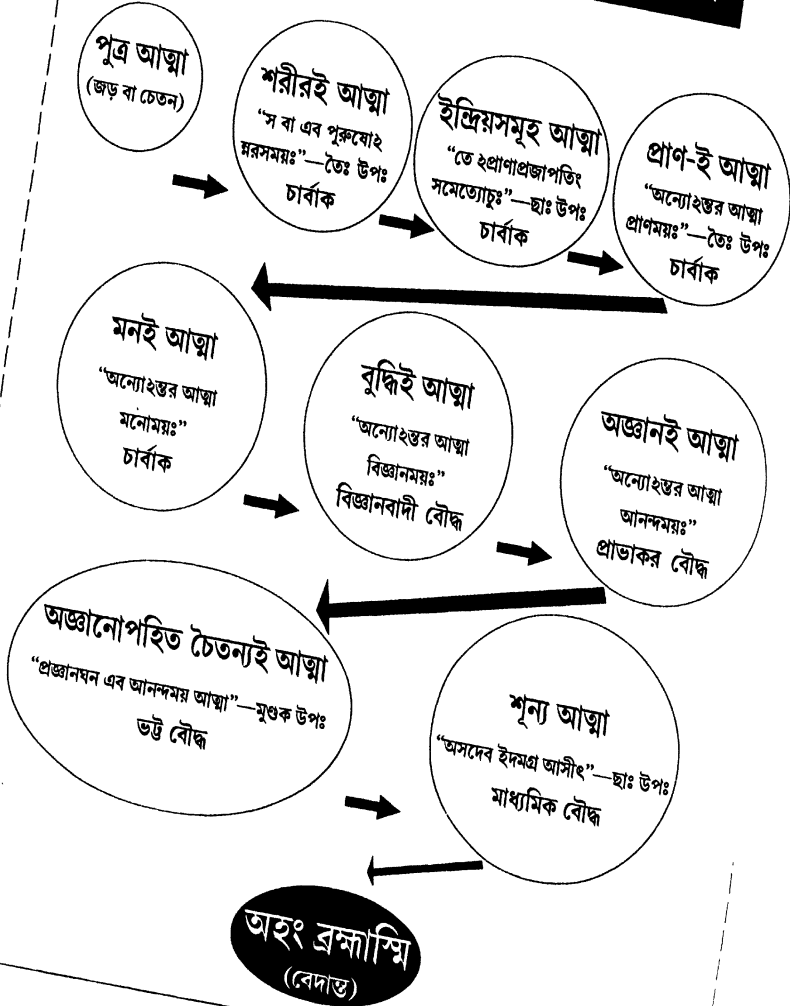 পুত্র আত্মা
(জড় বা চেতন)
শরীরই আত্মা
“স বা এব পুরুষোঽ
ন্নরসময়ঃ”—তৈঃ উপঃ
চার্বাক
ইন্দ্রিয়সমূহ আত্মা
“তে ঽপ্রাণাপ্রজাপতিং
সমেত্যোচুঃ”—ছাঃ উপঃ
চার্বাক
প্রাণ-ই আত্মা
“অন্যোঽন্তর আত্মা
প্রাণময়ঃ”—তৈঃ উপঃ
চার্বাক
মনই আত্মা
“অন্যোঽন্তর আত্মা
মনোময়ঃ”
চার্বাক
বুদ্ধিই আত্মা
“অন্যোঽন্তর আত্মা
বিজ্ঞানময়ঃ”
বিজ্ঞানবাদী বৌদ্ধ
অজ্ঞানই আত্মা
“অন্যোঽন্তর আত্মা
আনন্দময়ঃ”
প্রাভাকর বৌদ্ধ
অজ্ঞানোপহিত চৈতন্যই আত্মা
“প্রজ্ঞানঘন এব আনন্দময় আত্মা”—মুণ্ডক উপঃ
ভট্ট বৌদ্ধ
শূন্য আত্মা
“অসদেব ইদমগ্র আসীৎ”—ছাঃ উপঃ
মাধ্যমিক বৌদ্ধ
অহং ব্রহ্মাস্মি
(বেদান্ত)